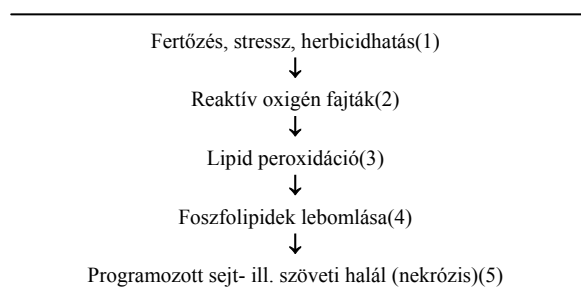 Fertőzés, stressz, herbicidhatás(1)
↓
Reaktív oxigén fajták(2)
↓
Lipid peroxidáció(3)
↓
Foszfolipidek lebomlása(4)
↓
Programozott sejt- ill. szöveti halál (nekrózis)(5)